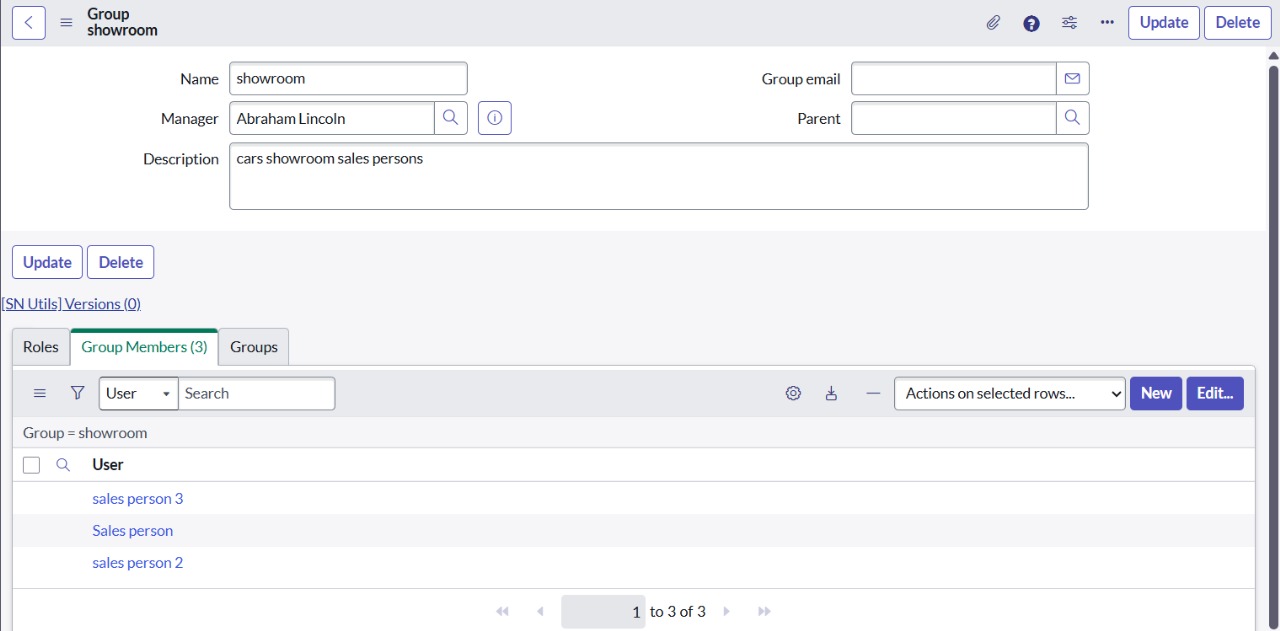 Group
showroom
Update
Delete
Name
showroom
Group email
Manager
Abraham Lincoln
Parent
Description
cars showroom sales persons
Update
Delete
[SN Utils] Versions (0)
Roles
Group Members (3)
Groups
User
Search
Actions on selected rows...
New
Edit...
Group = showroom
User
sales person 3
Sales person
sales person 2
1 to 3 of 3